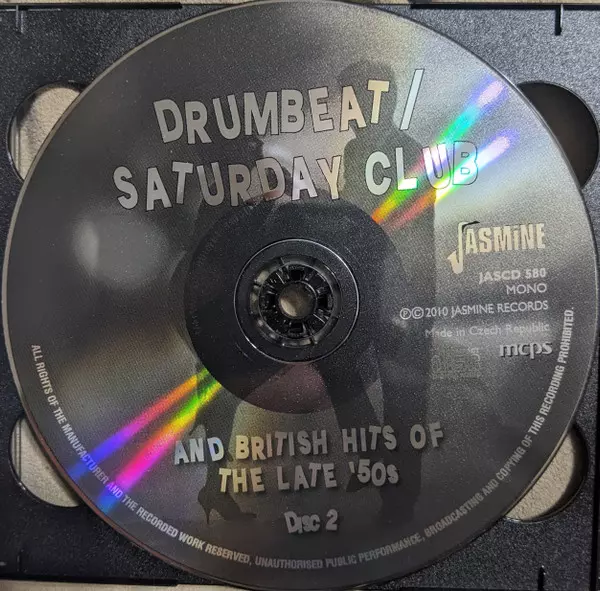 DRUMBEAT/
SATURDAY CLUB
JASMiNE
JASCD 580
MONO
Ⓟ©2010 JASMINE RECORDS
Made in Czech Republic
mcps
AND BRITISH HITS OF
THE LATE '50s
Disc 2
ALL RIGHTS OF THE MANUFACTURER AND THE RECORDED WORK RESERVED, UNAUTHORISED PUBLIC PERFORMANCE, BROADCASTING AND COPYING OF THIS RECORDING PROHIBITED.